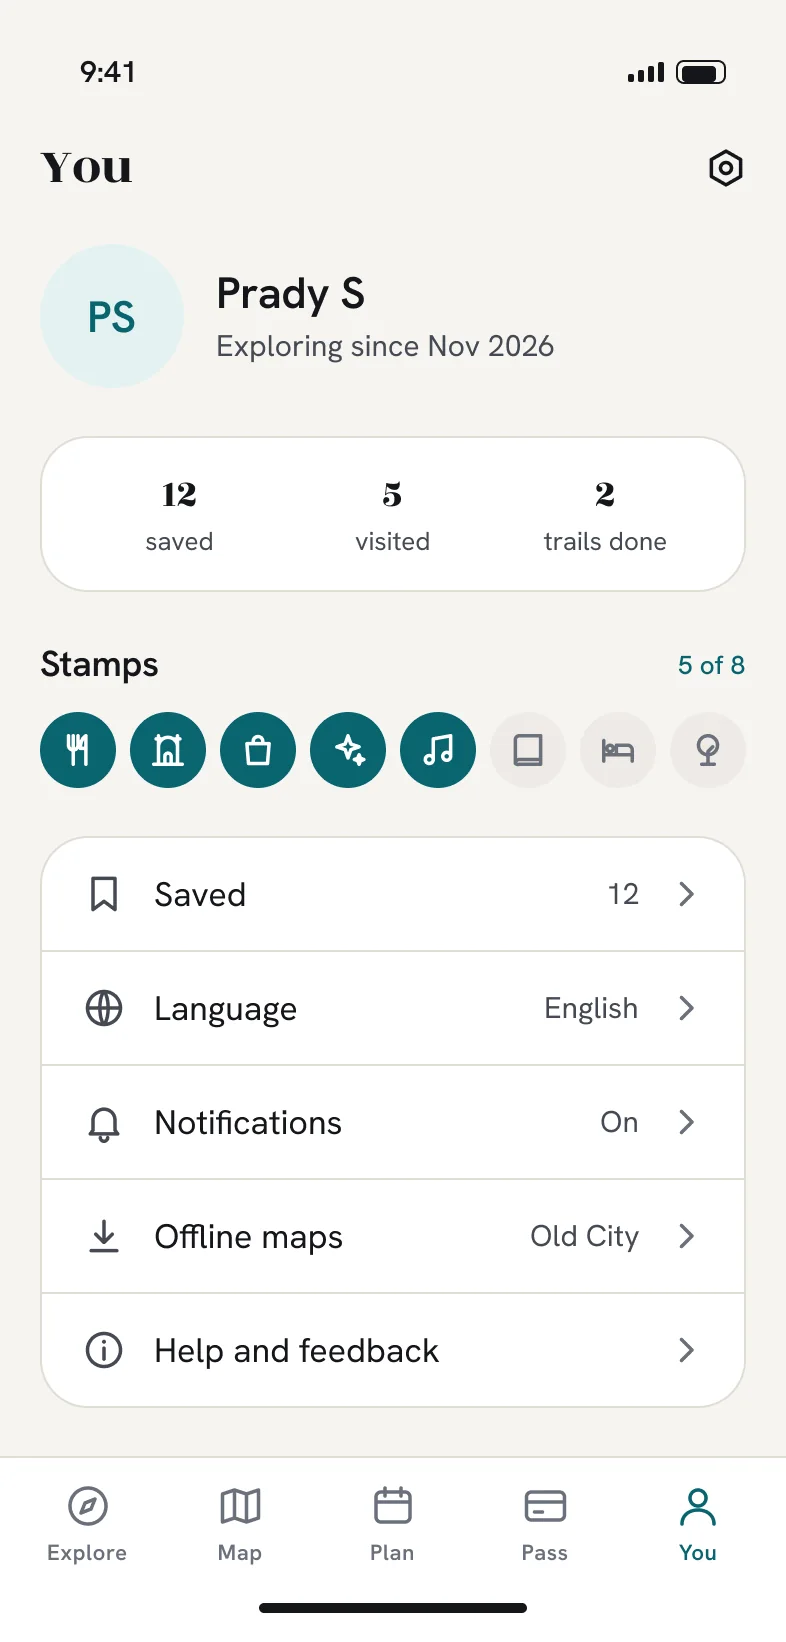 9:41
You
PS
Prady S
Exploring since Nov 2026
12 5 2
saved visited trails done
Stamps 5 of 8
Saved 12
Language English
Notifications On
Offline maps Old City
Help and feedback
Explore Map Plan Pass You